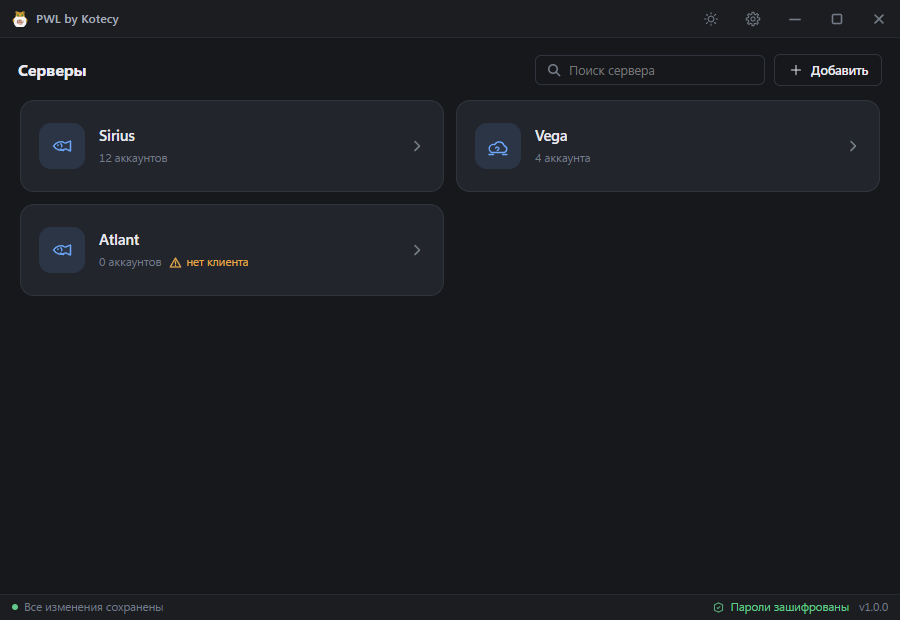 PWL by Kotecy
Серверы
Поиск сервера
Добавить
Sirius
12 аккаунтов
Vega
4 аккаунта
Atlant
0 аккаунтов нет клиента
Все изменения сохранены
Пароли зашифрованы v1.0.0